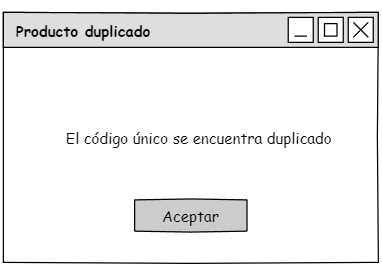 Producto duplicado
El código único se encuentra duplicado
Aceptar